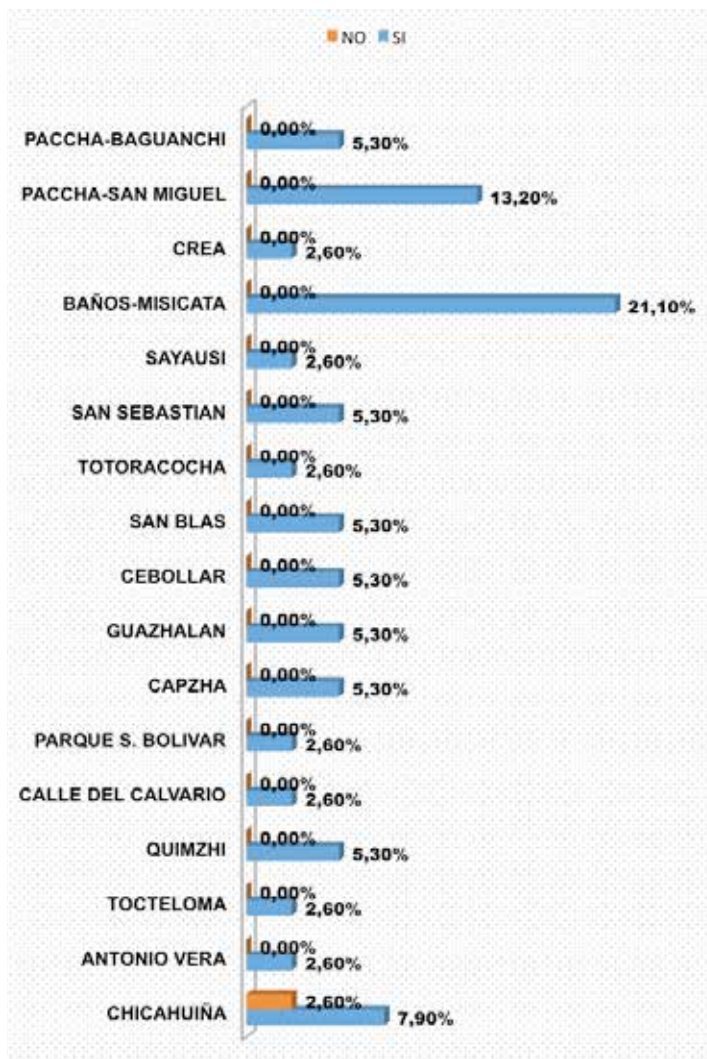 NO SI
0,00%
PACCHA-BAGUANCHI 5,30%
0,00%
PACCHA-SAN MIGUEL 13,20%
0,00%
CREA 2,60%
0,00%
BAÑOS-MISICATA 21,10%
0,00%
SAYAUSI 2,60%
0,00%
SAN SEBASTIAN 5,30%
0,00%
TOTORACOCHA 2,60%
0,00%
SAN BLAS 5,30%
0,00%
CEBOLLAR 5,30%
0,00%
GUAZHALAN 5,30%
0,00%
CAPZHA 5,30%
0,00%
PARQUE S. BOLIVAR 2,60%
0,00%
CALLE DEL CALVARIO 2,60%
0,00%
QUIMZHI 5,30%
0,00%
TOCTELOMA 2,60%
0,00%
ANTONIO VERA 2,60%
2,60%
CHICAHUIÑA 7,90%